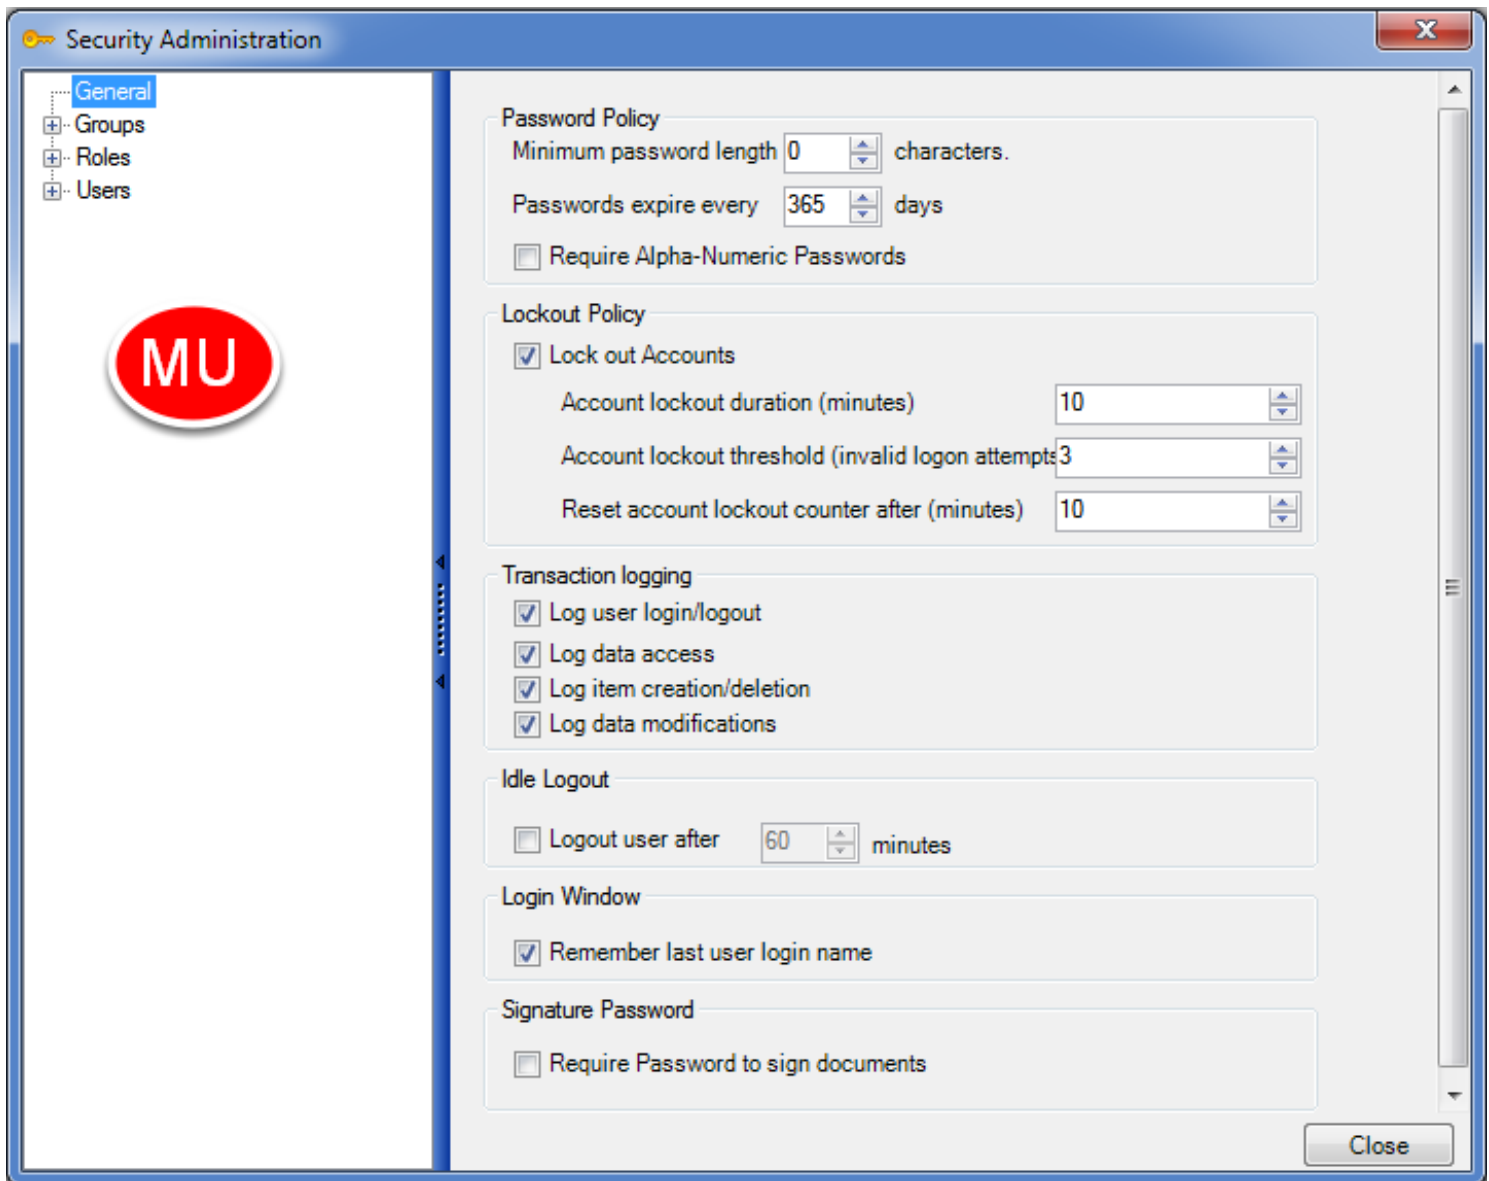 Security Administration
General
Groups
Roles
Users
MU
Password Policy
Minimum password length 0 characters.
Passwords expire every 365 days
Require Alpha-Numeric Passwords
Lockout Policy
Lock out Accounts
Account lockout duration (minutes) 10
Account lockout threshold (invalid logon attempts 3
Reset account lockout counter after (minutes) 10
Transaction logging
Log user login/logout
Log data access
Log item creation/deletion
Log data modifications
Idle Logout
Logout user after 60 minutes
Login Window
Remember last user login name
Signature Password
Require Password to sign documents
Close